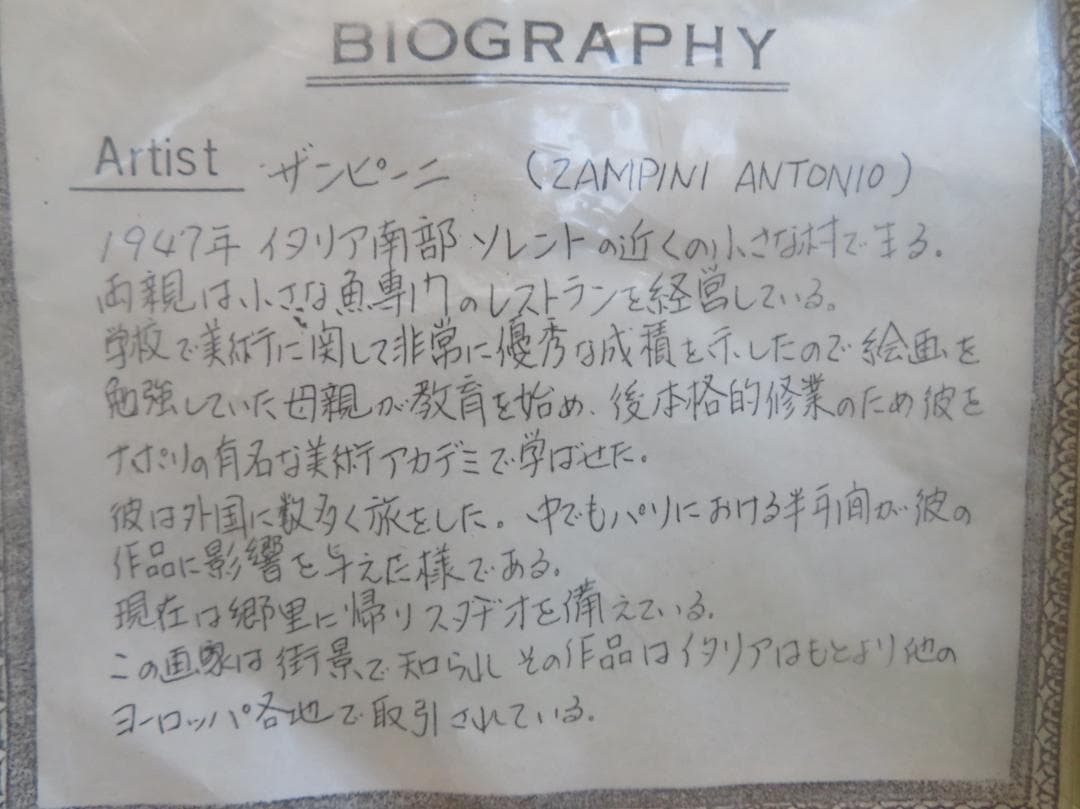 BIOGRAPHY
Artist ザンピーニ (ZAMPINI ANTONIO)
1947年 イタリア南部 ソレントの近くの小さな村で生る。
両親は小さな魚専門のレストランを経営している。
学校で美術に関して非常に優秀な成積を示したので絵画を
勉強していた母親が教育を始め、後本格的修業のため彼を
ナポリの有名な美術アカデミで学ばせた。
彼は外国に数多く旅をした。中でもパリにおける半年間が彼の
作品に影響を与えた様である。
現在は郷里に帰りスタヂオを備えている。
この画家は街景で知られ その作品はイタリアはもとより他の
ヨーロッパ各地で取引されている。